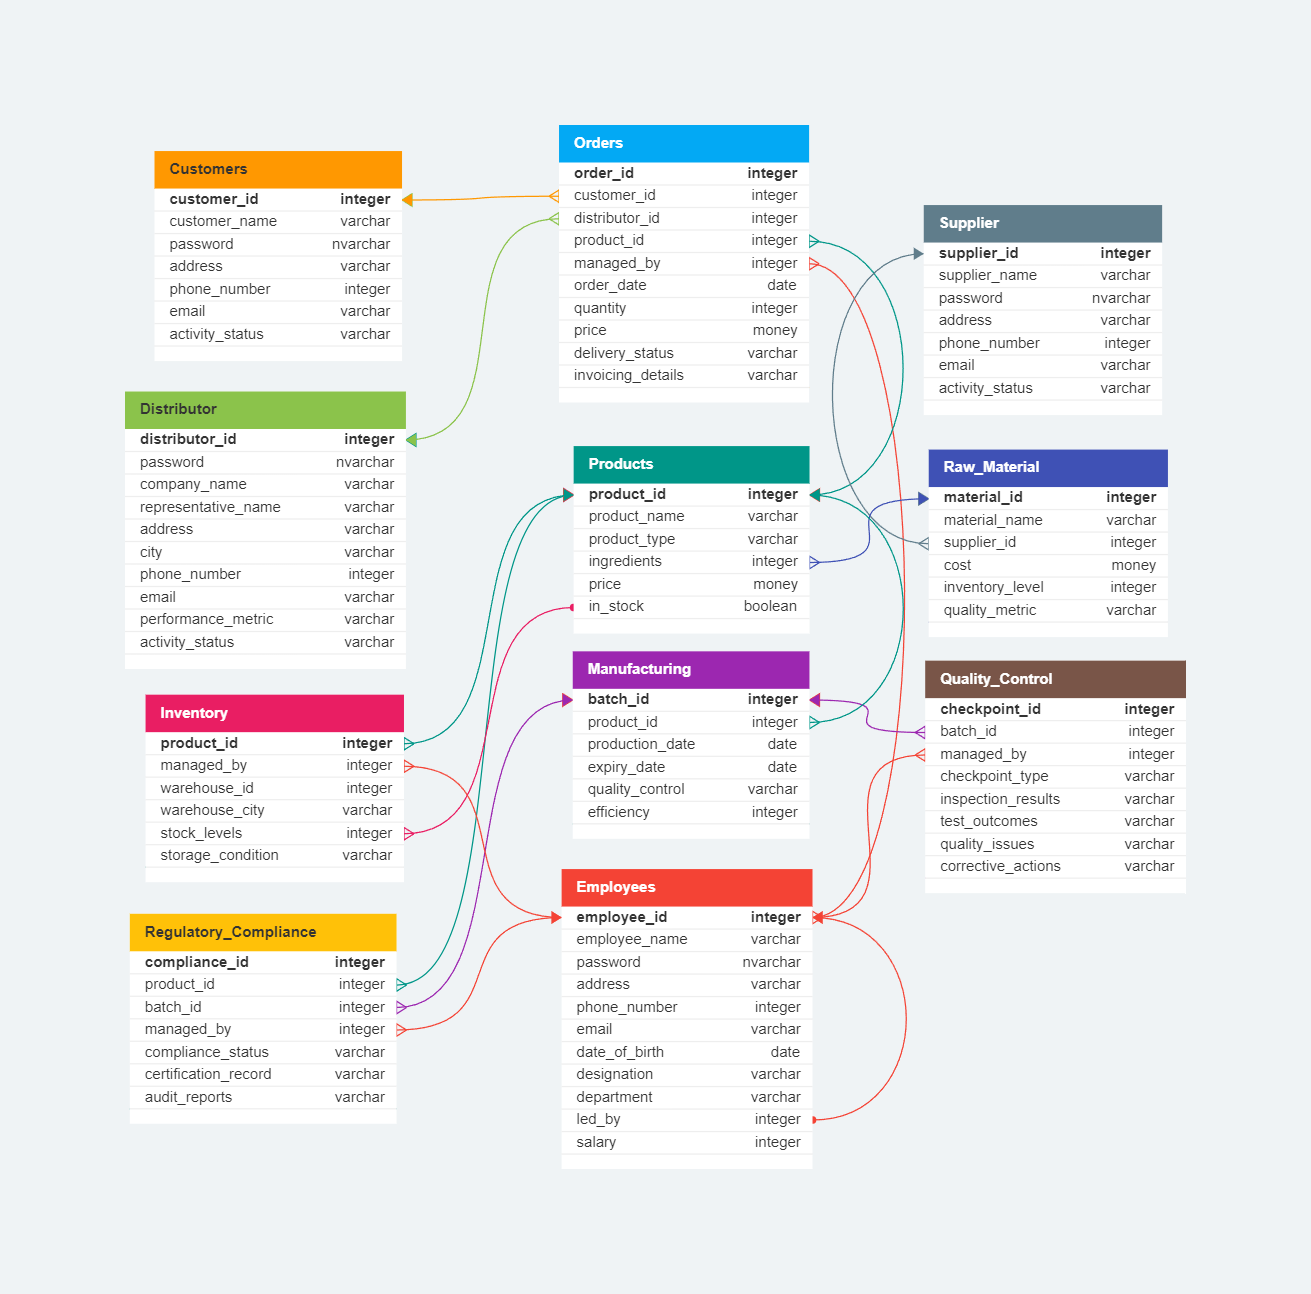 Customers
customer_id integer
customer_name varchar
password nvarchar
address varchar
phone_number integer
email varchar
activity_status varchar
Distributor
distributor_id integer
password nvarchar
company_name varchar
representative_name varchar
address varchar
city varchar
phone_number integer
email varchar
performance_metric varchar
activity_status varchar
Inventory
product_id integer
managed_by integer
warehouse_id integer
warehouse_city varchar
stock_levels integer
storage_condition varchar
Regulatory_Compliance
compliance_id integer
product_id integer
batch_id integer
managed_by integer
compliance_status varchar
certification_record varchar
audit_reports varchar
Orders
order_id integer
customer_id integer
distributor_id integer
product_id integer
managed_by integer
order_date date
quantity integer
price money
delivery_status varchar
invoicing_details varchar
Products
product_id integer
product_name varchar
product_type varchar
ingredients integer
price money
in_stock boolean
Manufacturing
batch_id integer
product_id integer
production_date date
expiry_date date
quality_control varchar
efficiency integer
Employees
employee_id integer
employee_name varchar
password nvarchar
address varchar
phone_number integer
email varchar
date_of_birth date
designation varchar
department varchar
led_by integer
salary integer
Supplier
supplier_id integer
supplier_name varchar
password nvarchar
address varchar
phone_number integer
email varchar
activity_status varchar
Raw_Material
material_id integer
material_name varchar
supplier_id integer
cost money
inventory_level integer
quality_metric varchar
Quality_Control
checkpoint_id integer
batch_id integer
managed_by integer
checkpoint_type varchar
inspection_results varchar
test_outcomes varchar
quality_issues varchar
corrective_actions varchar